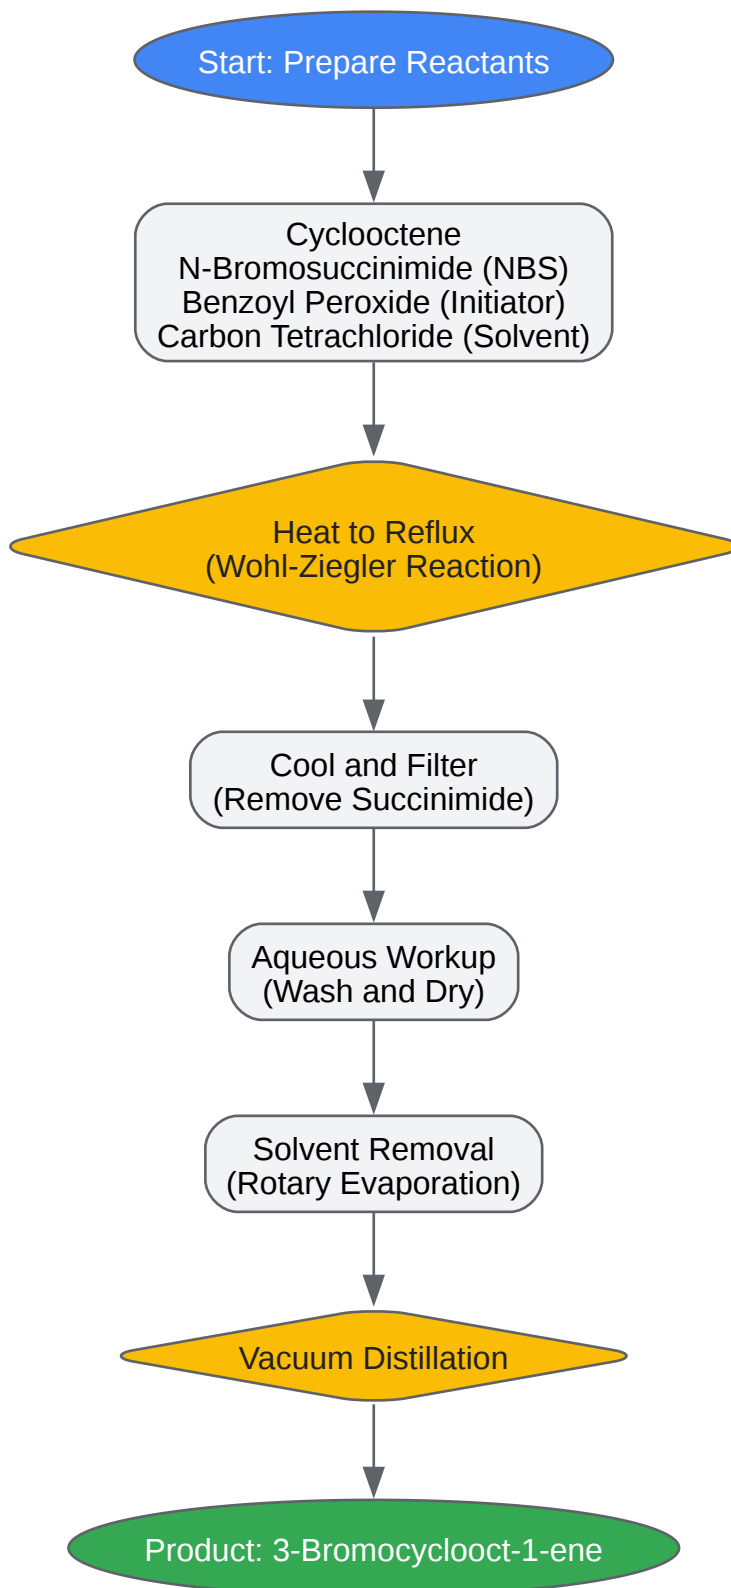 Start: Prepare Reactants
Cyclooctene
N-Bromosuccinimide (NBS)
Benzoyl Peroxide (Initiator)
Carbon Tetrachloride (Solvent)
Heat to Reflux
(Wohl-Ziegler Reaction)
Cool and Filter
(Remove Succinimide)
Aqueous Workup
(Wash and Dry)
Solvent Removal
(Rotary Evaporation)
Vacuum Distillation
Product: 3-Bromocyclooct-1-ene